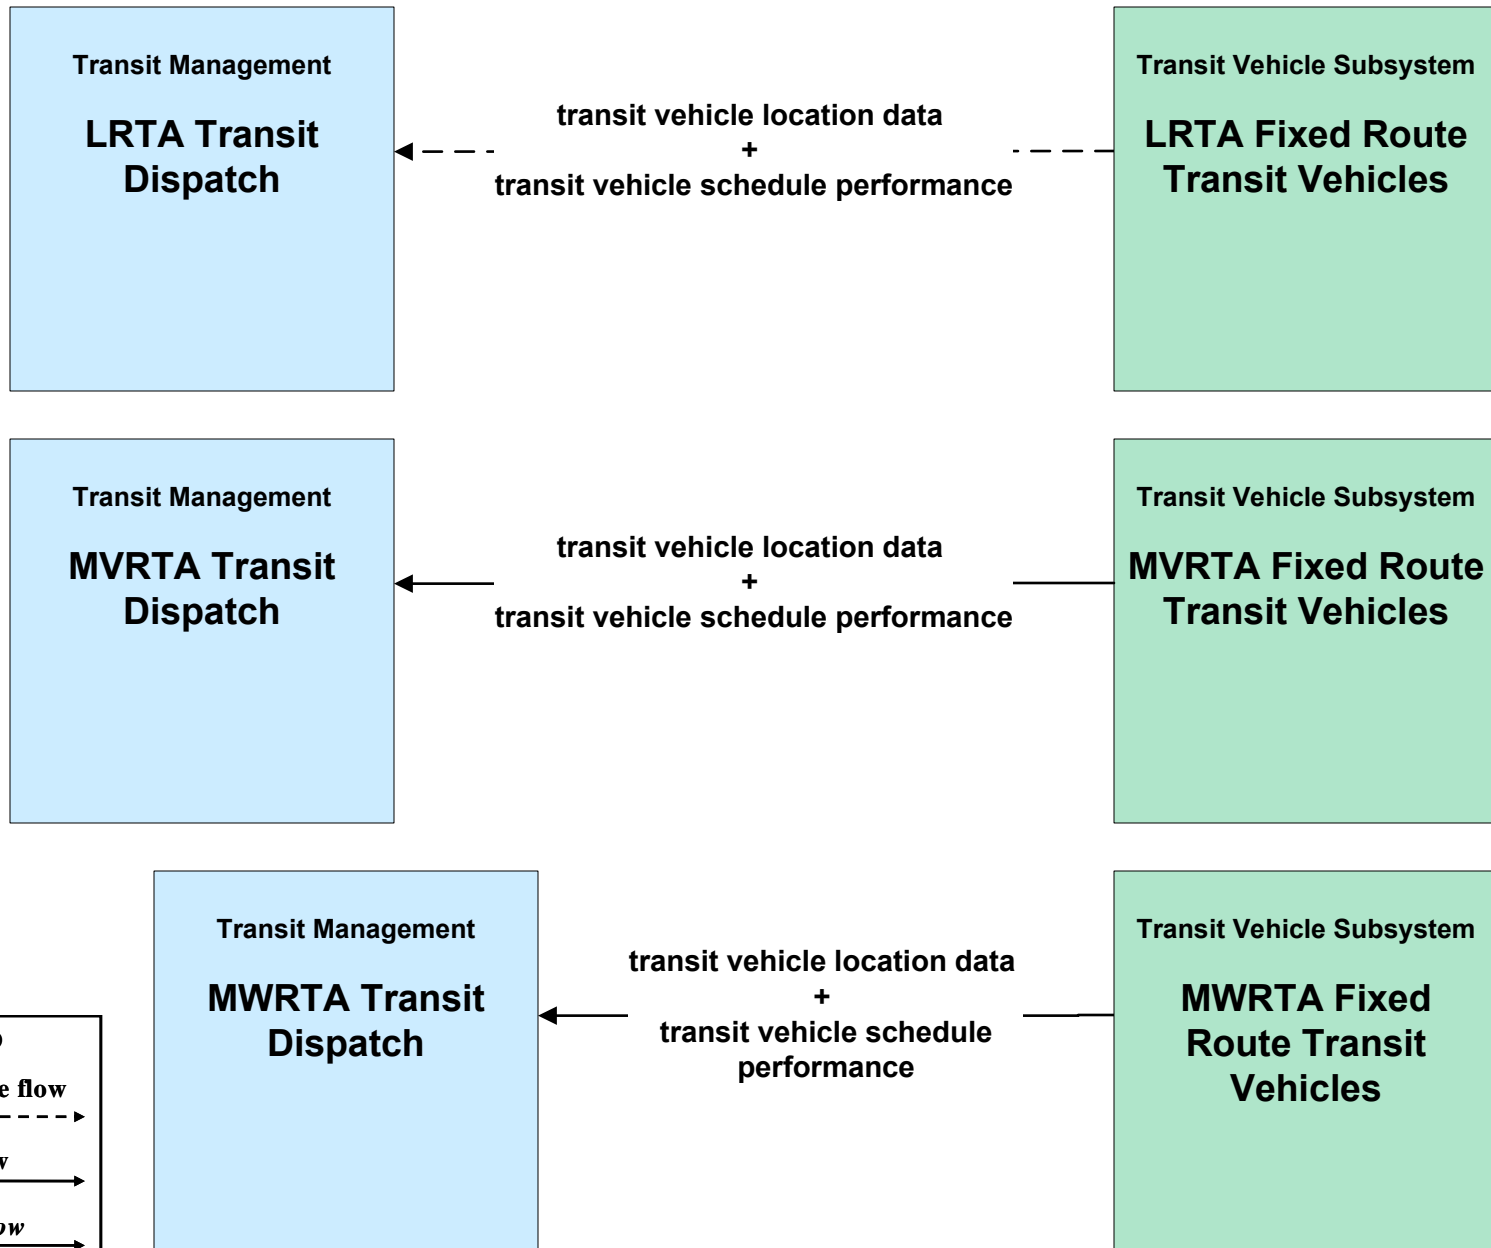 Transit Management
LRTA Transit
Dispatch
transit vehicle location data
+
transit vehicle schedule performance
Transit Vehicle Subsystem
LRTA Fixed Route
Transit Vehicles
Transit Management
MVRTA Transit
Dispatch
transit vehicle location data
+
transit vehicle schedule performance
Transit Vehicle Subsystem
MVRTA Fixed Route
Transit Vehicles
Transit Management
MWRTA Transit
Dispatch
transit vehicle location data
+
transit vehicle schedule
performance
Transit Vehicle Subsystem
MWRTA Fixed
Route Transit
Vehicles
flow